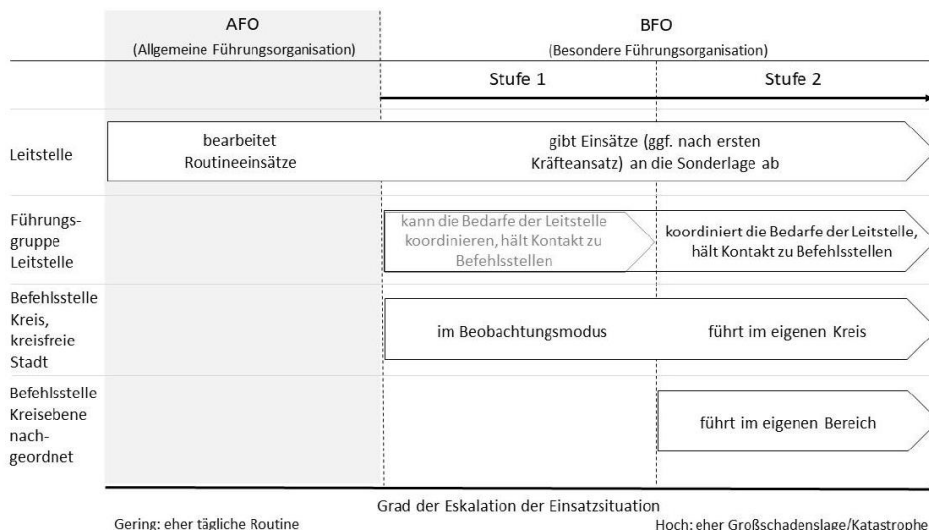 AFO
(Allgemeine Führungsorganisation)
BFO
(Besondere Führungsorganisation)
Stufe 1
Stufe 2
Leitstelle
bearbeitet
Routineeinsätze
gibt Einsätze (ggf. nach ersten
Kräfteansatz) an die Sonderlage ab
Führungs-
gruppe
Leitstelle
kann die Bedarfe der Leitstelle
koordinieren, hält Kontakt zu
Befehlsstellen
koordiniert die Bedarfe der Leitstelle,
hält Kontakt zu Befehlsstellen
Befehlsstelle
Kreis,
kreisfreie
Stadt
im Beobachtungsmodus
führt im eigenen Kreis
Befehlsstelle
Kreisebene
nach-
geordnet
führt im eigenen Bereich
Grad der Eskalation der Einsatzsituation
Gering: eher tägliche Routine
Hoch: eher Großschadenslage/Katastrophe